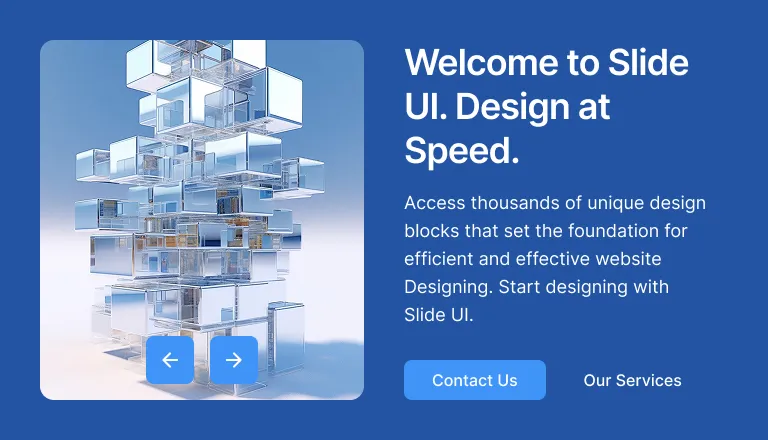 Welcome to Slide
UI. Design at
Speed.
Access thousands of unique design
blocks that set the foundation for
efficient and effective website
Designing. Start designing with
Slide UI.
Contact Us
Our Services